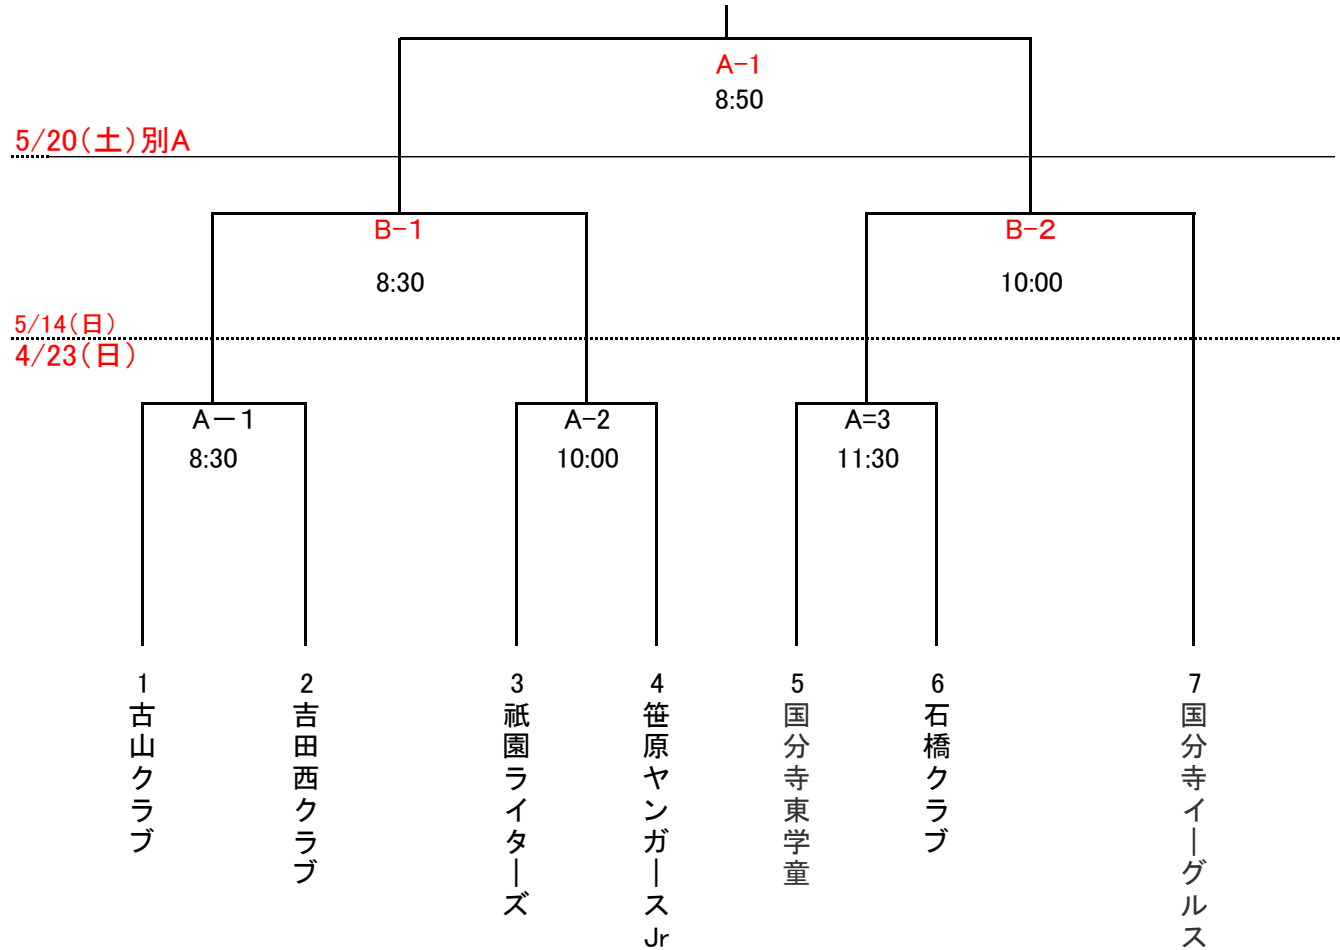 A-1
8:50
5/20(土)別A
B-1
B-2
8:30
10:00
5/14(日)
4/23(日)
A－1
A-2
A=3
8:30
10:00
11:30
1
古山クラブ
2
吉田西クラブ
3
祇園ライターズ
4
笹原ヤンガースJr
5
国分寺東学童
6
石橋クラブ
7
国分寺イーグルス